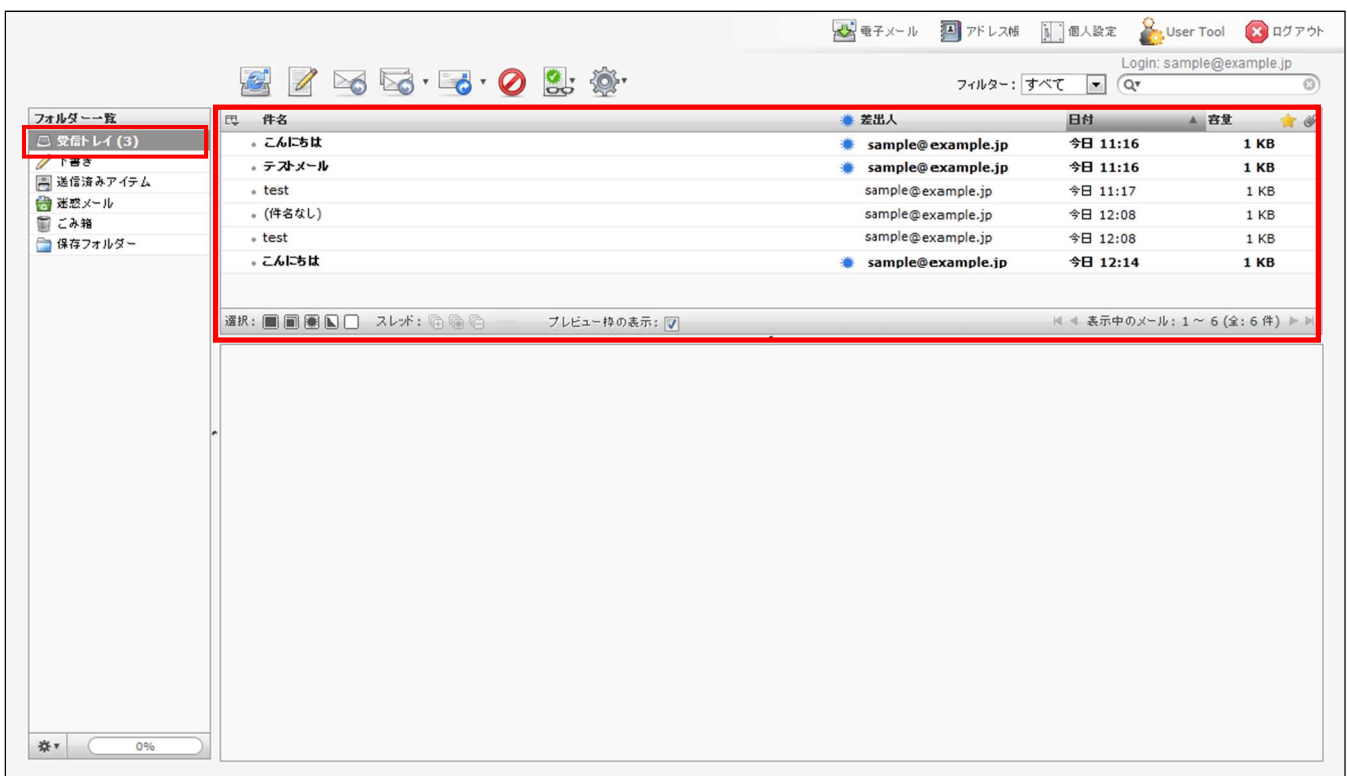 電子メール アドレス帳 個人設定 User Tool ログアウト
Login: sample@example.jp
フィルター: すべて
フォルダー一覧
受信トレイ (3)
下書き
送信済みアイテム
迷惑メール
ごみ箱
保存フォルダー
件名 差出人 日付 容量
こんにちは sample@example.jp 今日 11:16 1 KB
テストメール sample@example.jp 今日 11:16 1 KB
test sample@example.jp 今日 11:17 1 KB
(件名なし) sample@example.jp 今日 12:08 1 KB
test sample@example.jp 今日 12:08 1 KB
こんにちは sample@example.jp 今日 12:14 1 KB
選択: スレッド: プレビュー枠の表示: 表示中のメール: 1 ～ 6 (全: 6 件)
0%